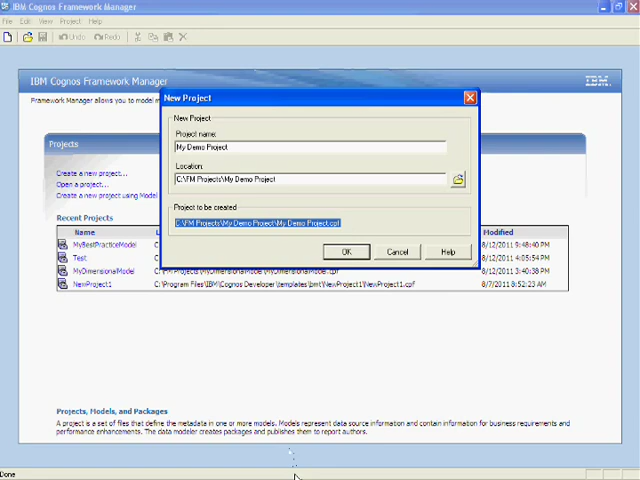 IBM Cognos Framework Manager
File Edit View Project Help
Undo Redo
IBM Cognos Framework Manager
IBM.
Framework Manager allows you to model m
New Project
New Project
Project name:
My Demo Project
Location:
C:\FM Projects\My Demo Project
Project to be created
C:\FM Projects\My Demo Project\My Demo Project.cpf
OK Cancel Help
Projects
Create a new project...
Open a project...
Create a new project using Model
Recent Projects
Name L Modified
MyBestPracticeModel C 8/12/2011 9:48:40 PM
Test C 8/12/2011 4:05:54 PM
MyDimensionalModel C:\FM Projects\MyDimensionalModel\MyDimensionalModel.cpf 8/12/2011 3:40:38 PM
NewProject1 C:\Program Files\IBM\Cognos Developer\templates\bmt\NewProject1\NewProject1.cpf 8/7/2011 8:52:23 AM
Projects, Models, and Packages
A project is a set of files that define the metadata in one or more models. Models represent data source information and contain information for business requirements and
performance enhancements. The data modeler creates packages and publishes them to report authors.
Done